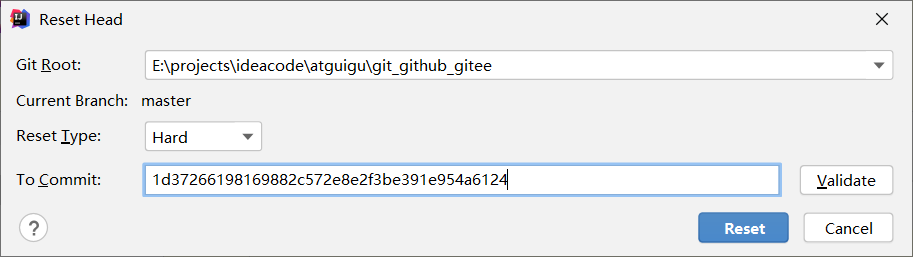 Reset Head
Git Root: E:\projects\ideacode\atguigu\git_github_gitee
Current Branch: master
Reset Type: Hard
To Commit: 1d37266198169882c572e8e2f3be391e954a6124 Validate
? Reset Cancel